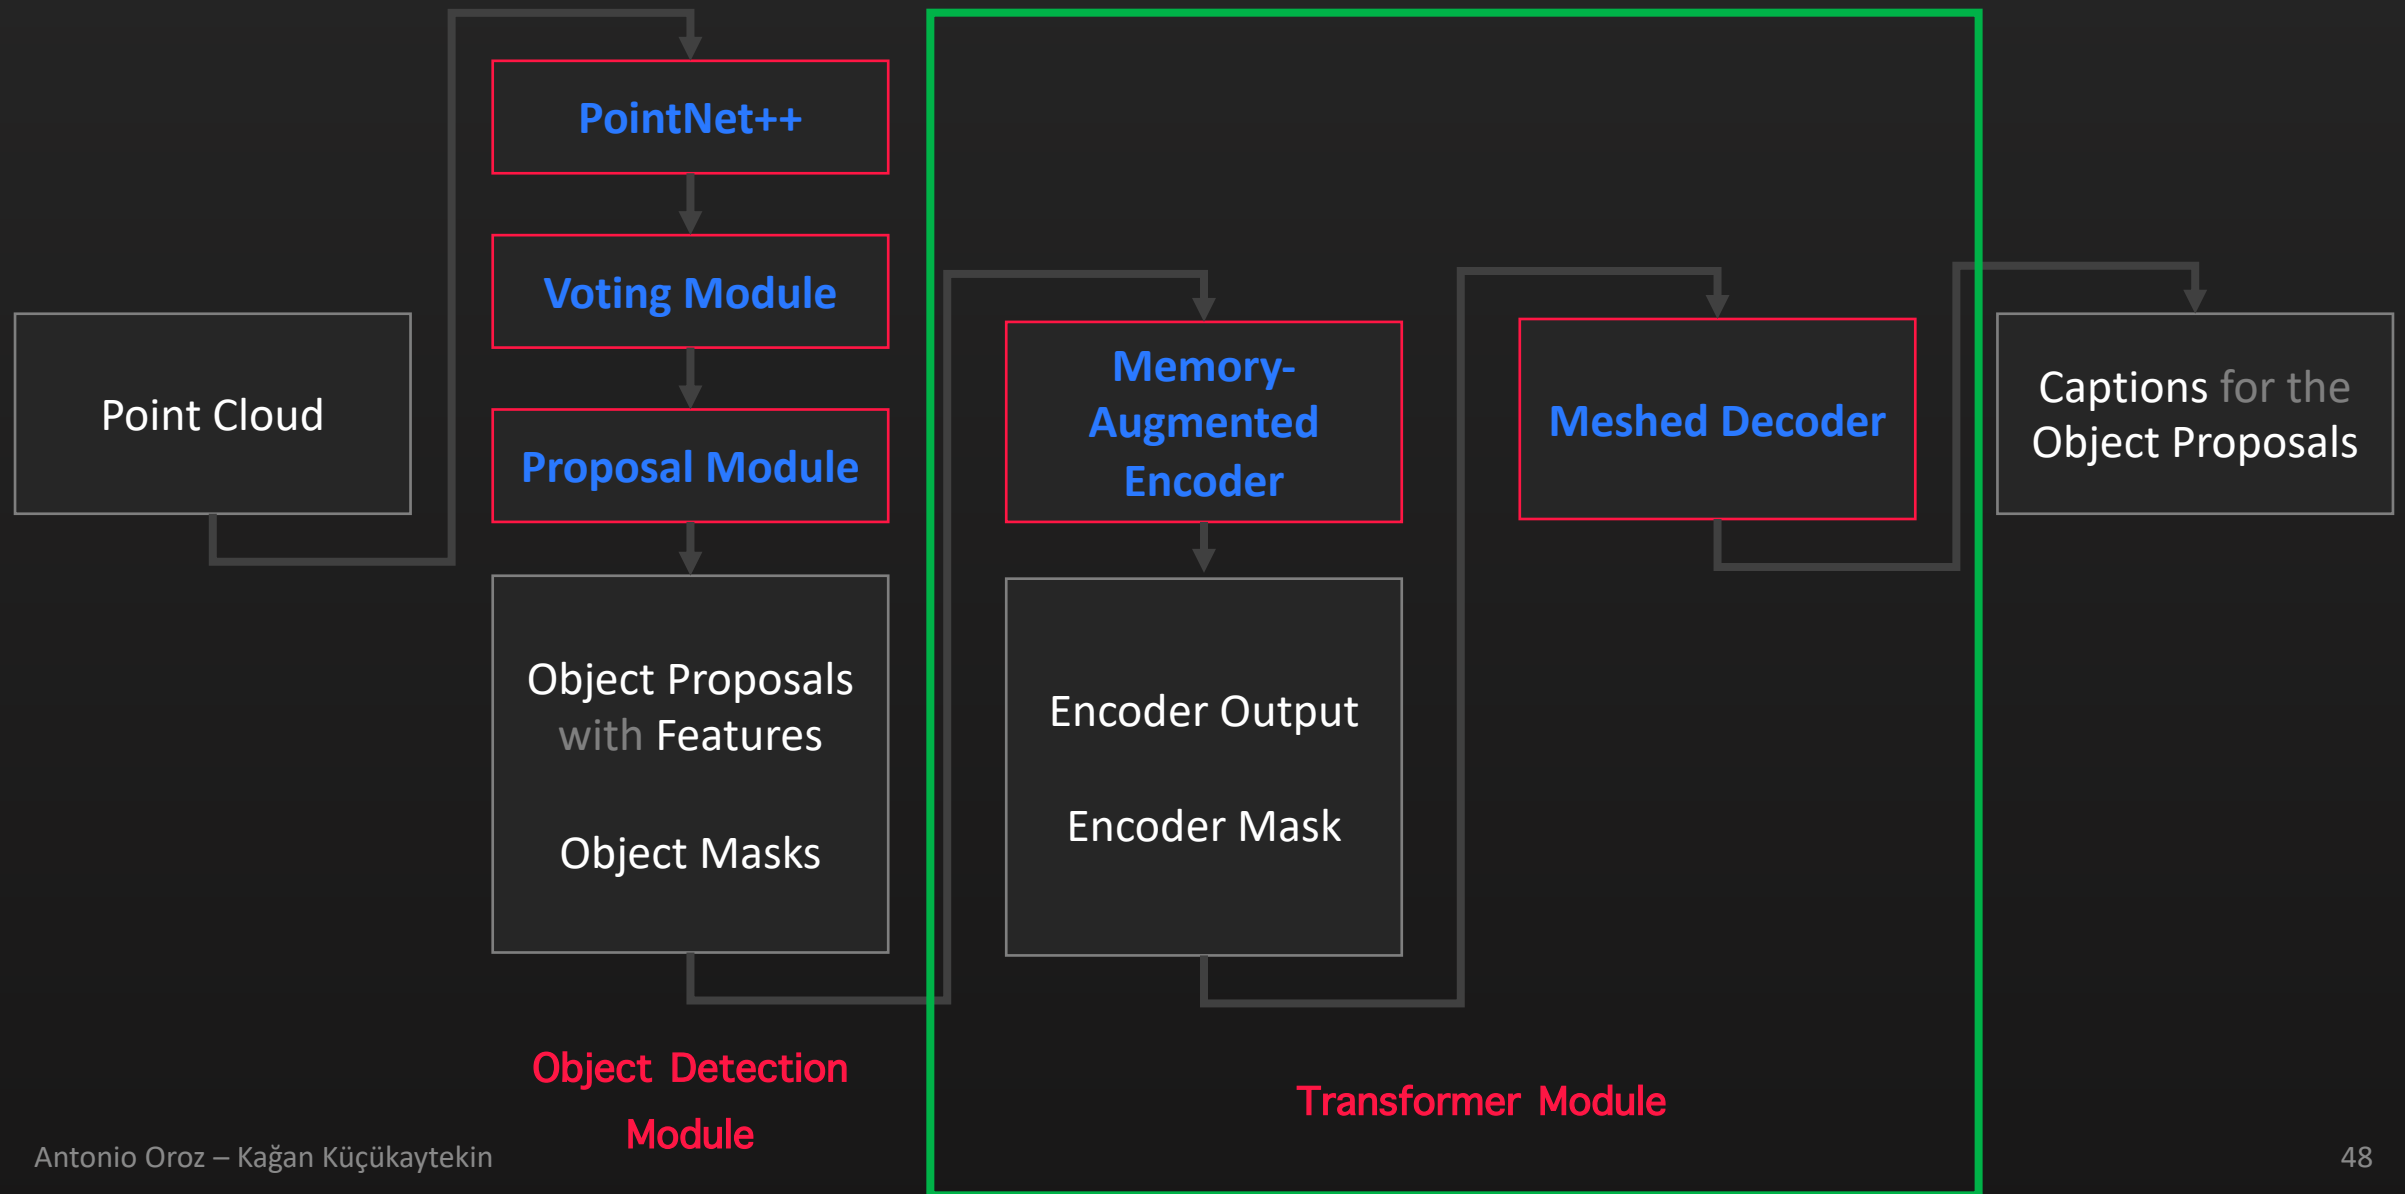 PointNet++
Voting Module
Proposal Module
Point Cloud
Object Proposals
with Features
Object Masks
Object Detection
Module
Memory-
Augmented
Encoder
Encoder Output
Encoder Mask
Meshed Decoder
Transformer Module
Captions for the
Object Proposals
Antonio Oroz – Kağan Küçükaytekin
48